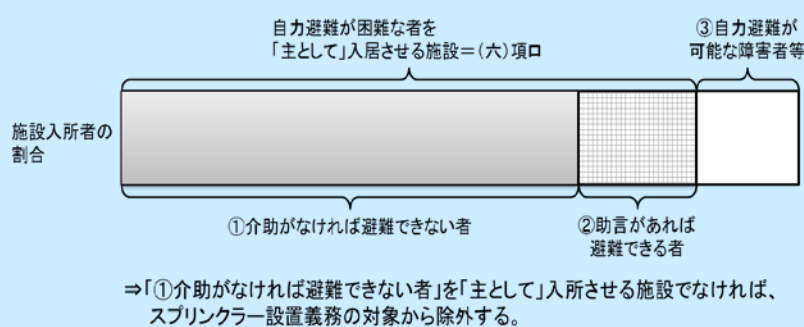 自力避難が困難な者を
「主として」入居させる施設＝(六)項ロ
③自力避難が
可能な障害者等
施設入所者の
割合
①介助がなければ避難できない者
②助言があれば
避難できる者
⇒「①介助がなければ避難できない者」を「主として」入所させる施設でなければ、
スプリンクラー設置義務の対象から除外する。